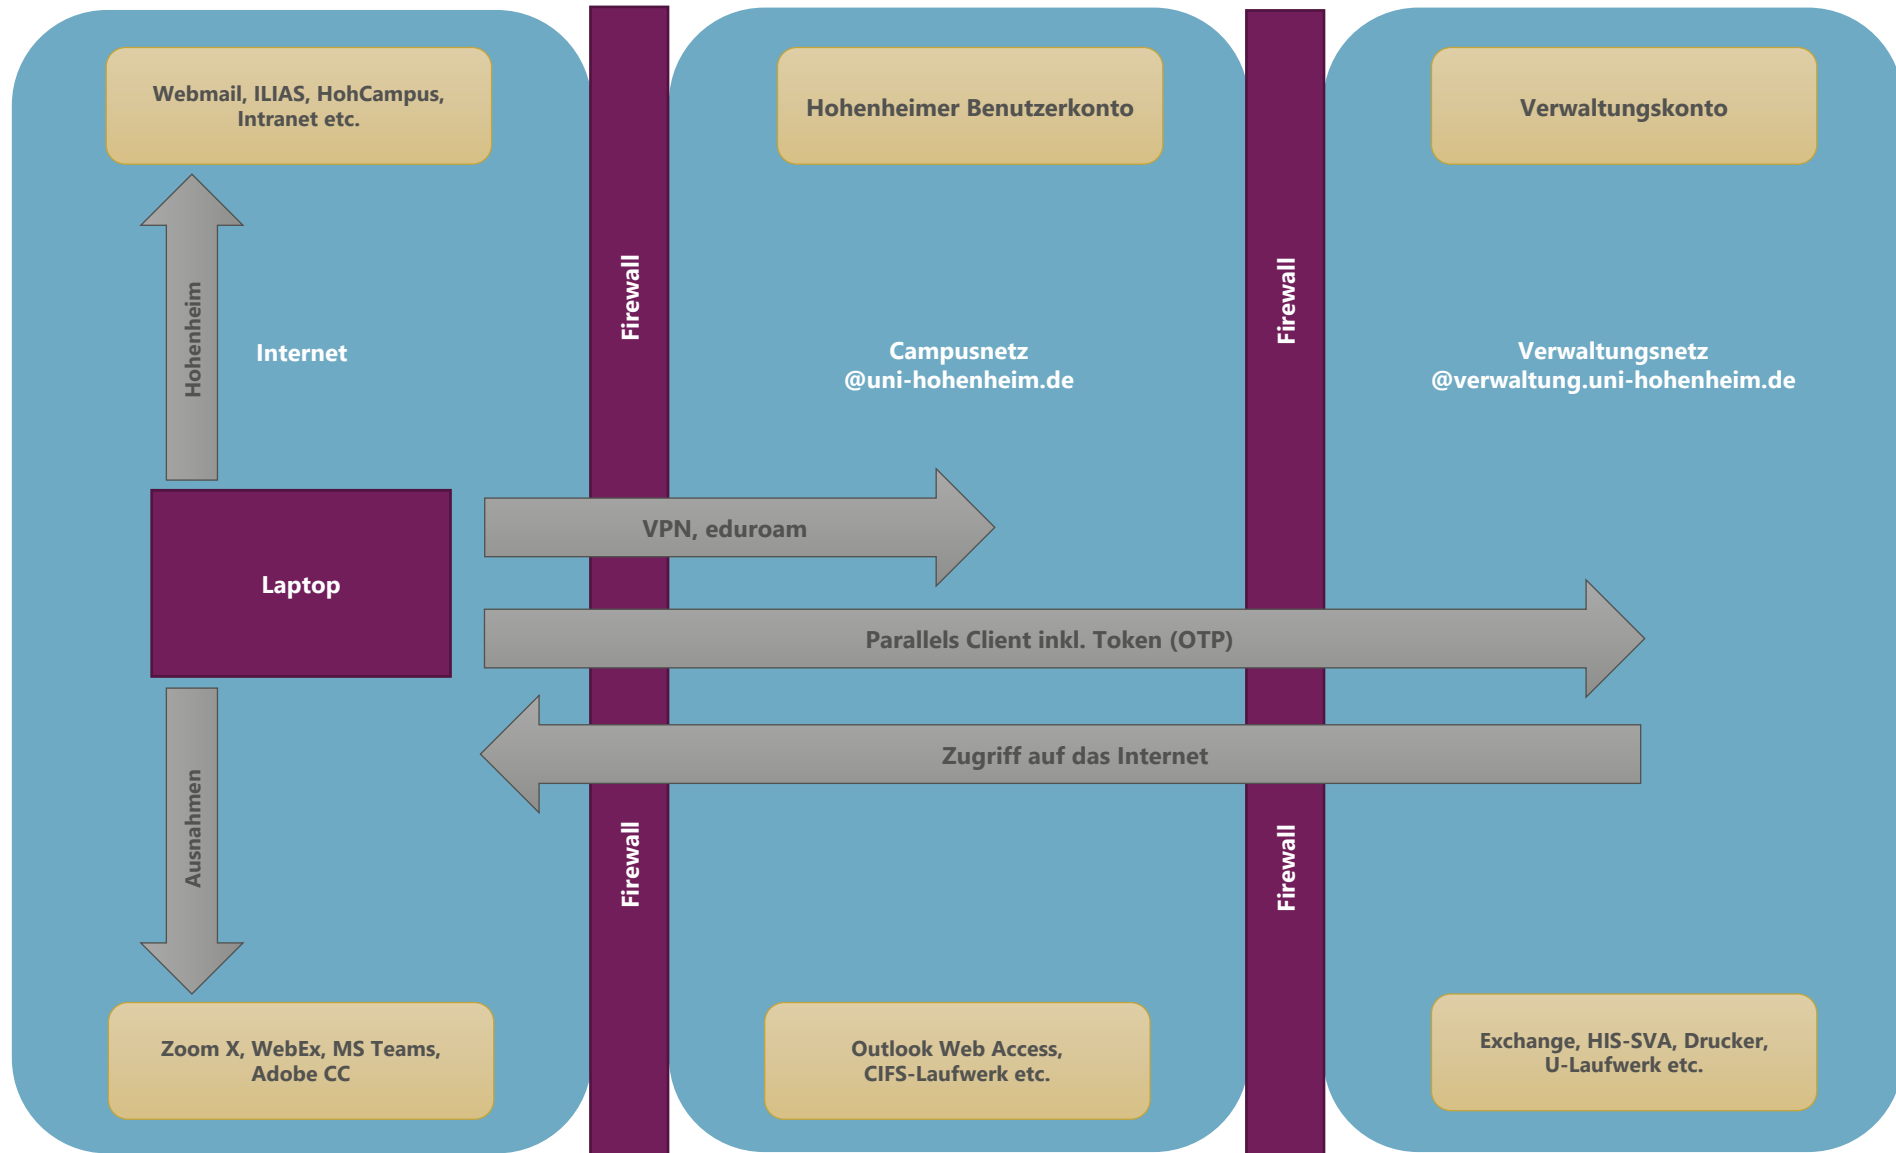 Webmail, ILIAS, HohCampus,
Intranet etc.
Hohenheimer Benutzerkonto
Verwaltungskonto
Hohenheim
Internet
Firewall
Campusnetz
@uni-hohenheim.de
Firewall
Verwaltungsnetz
@verwaltung.uni-hohenheim.de
VPN, eduroam
Laptop
Parallels Client inkl. Token (OTP)
Zugriff auf das Internet
Ausnahmen
Firewall
Firewall
Zoom X, WebEx, MS Teams,
Adobe CC
Outlook Web Access,
CIFS-Laufwerk etc.
Exchange, HIS-SVA, Drucker,
U-Laufwerk etc.